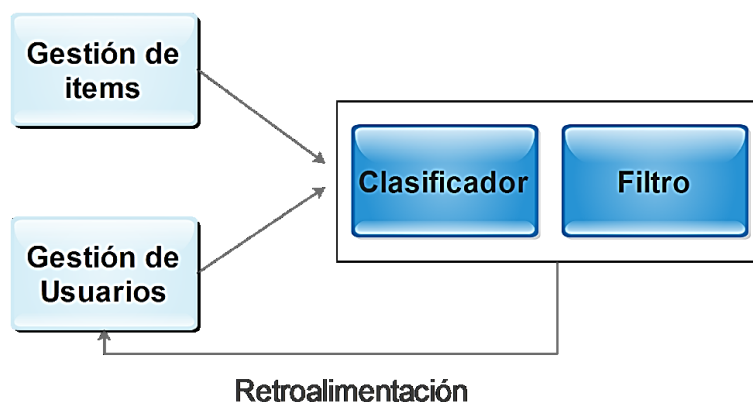 Gestión de
items
Clasificador
Filtro
Gestión de
Usuarios
Retroalimentación